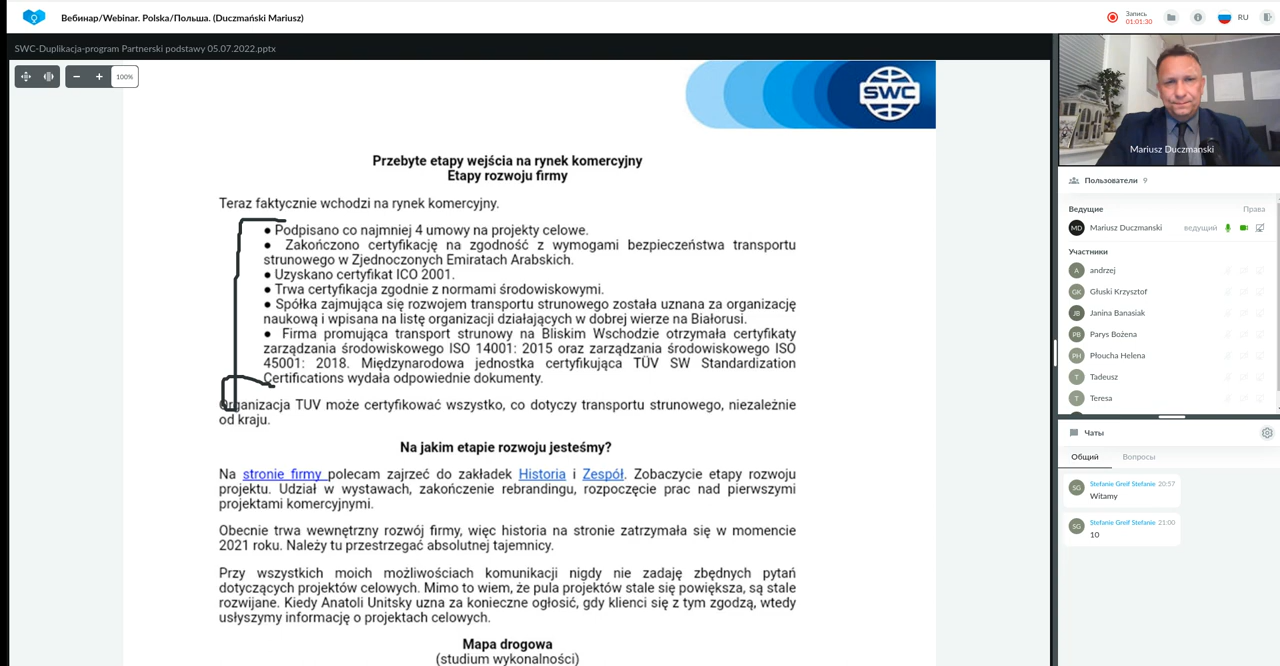 Вебинар/Webinar. Polska/Польша. (Duczmański Mariusz)
Запись
01:01:30
RU
SWC-Duplikacja-program Partnerski podstawy 05.07.2022.pptx
100%
SWC
Przebyte etapy wejścia na rynek komercyjny
Etapy rozwoju firmy
Teraz faktycznie wchodzi na rynek komercyjny.
● Podpisano co najmniej 4 umowy na projekty celowe.
● Zakończono certyfikację na zgodność z wymogami bezpieczeństwa transportu
strunowego w Zjednoczonych Emiratach Arabskich.
● Uzyskano certyfikat ICO 2001.
● Trwa certyfikacja zgodnie z normami środowiskowymi.
● Spółka zajmująca się rozwojem transportu strunowego została uznana za organizację
naukową i wpisana na listę organizacji działających w dobrej wierze na Białorusi.
● Firma promująca transport strunowy na Bliskim Wschodzie otrzymała certyfikaty
zarządzania środowiskowego ISO 14001: 2015 oraz zarządzania środowiskowego ISO
45001: 2018. Międzynarodowa jednostka certyfikująca TÜV SW Standardization
Certifications wydała odpowiednie dokumenty.
Organizacja TUV może certyfikować wszystko, co dotyczy transportu strunowego, niezależnie
od kraju.
Na jakim etapie rozwoju jesteśmy?
Na stronie firmy polecam zajrzeć do zakładek Historia i Zespół. Zobaczycie etapy rozwoju
projektu. Udział w wystawach, zakończenie rebrandingu, rozpoczęcie prac nad pierwszymi
projektami komercyjnymi.
Obecnie trwa wewnętrzny rozwój firmy, więc historia na stronie zatrzymała się w momencie
2021 roku. Należy tu przestrzegać absolutnej tajemnicy.
Przy wszystkich moich możliwościach komunikacji nigdy nie zadaję zbędnych pytań
dotyczących projektów celowych. Mimo to wiem, że pula projektów stale się powiększa, są stale
rozwijane. Kiedy Anatoli Unitsky uzna za konieczne ogłosić, gdy klienci się z tym zgodzą, wtedy
usłyszymy informację o projektach celowych.
Mapa drogowa
(studium wykonalności)
Mariusz Duczmanski
Пользователи 9
Ведущие Права
MD Mariusz Duczmanski ведущий
Участники
A andrzej
GK Głuski Krzysztof
JB Janina Banasiak
PB Parys Bożena
PH Płoucha Helena
T Tadeusz
T Teresa
Чаты
Общий Вопросы
SG Stefanie Greif Stefanie 20:57
Witamy
SG Stefanie Greif Stefanie 21:00
10